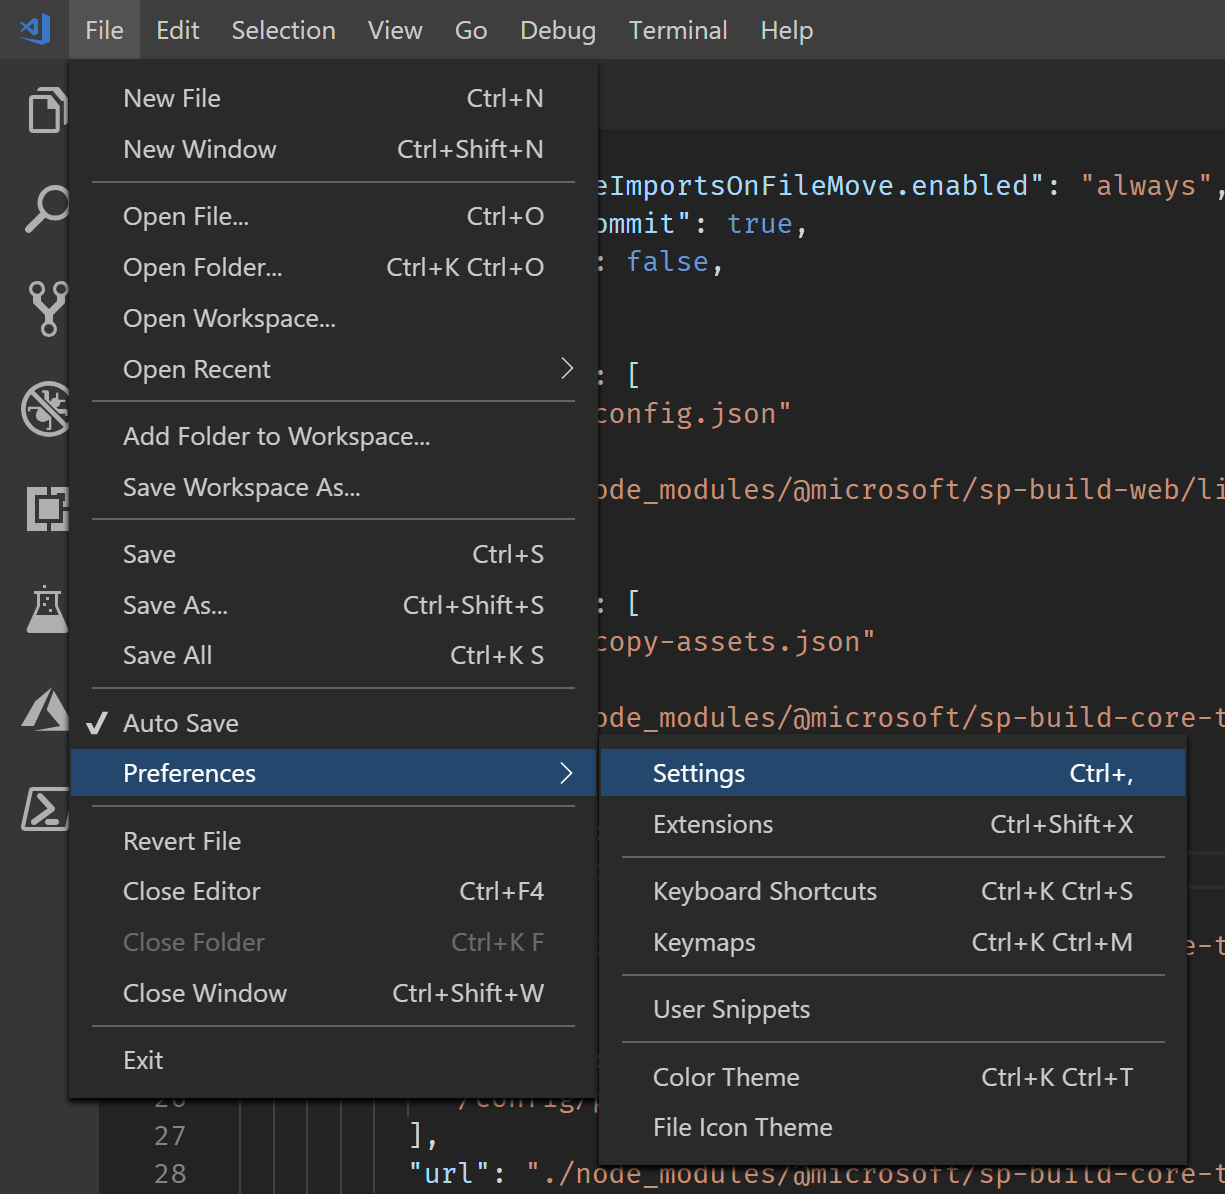 File Edit Selection View Go Debug Terminal Help
New File Ctrl+N
New Window Ctrl+Shift+N
Open File... Ctrl+O
Open Folder... Ctrl+K Ctrl+O
Open Workspace...
Open Recent
Add Folder to Workspace...
Save Workspace As...
Save Ctrl+S
Save As... Ctrl+Shift+S
Save All Ctrl+K S
Auto Save
Preferences
Revert File
Close Editor Ctrl+F4
Close Folder Ctrl+K F
Close Window Ctrl+Shift+W
Exit
Settings Ctrl+,
Extensions Ctrl+Shift+X
Keyboard Shortcuts Ctrl+K Ctrl+S
Keymaps Ctrl+K Ctrl+M
User Snippets
Color Theme Ctrl+K Ctrl+T
File Icon Theme
eImportsOnFileMove.enabled": "always",
ommit": true,
: false,
: [
config.json"
ode_modules/@microsoft/sp-build-web/li
: [
copy-assets.json"
ode_modules/@microsoft/sp-build-core-t
e-t
26 /config/
27 ],
28 "url": "./node_modules/@microsoft/sp-build-core-t